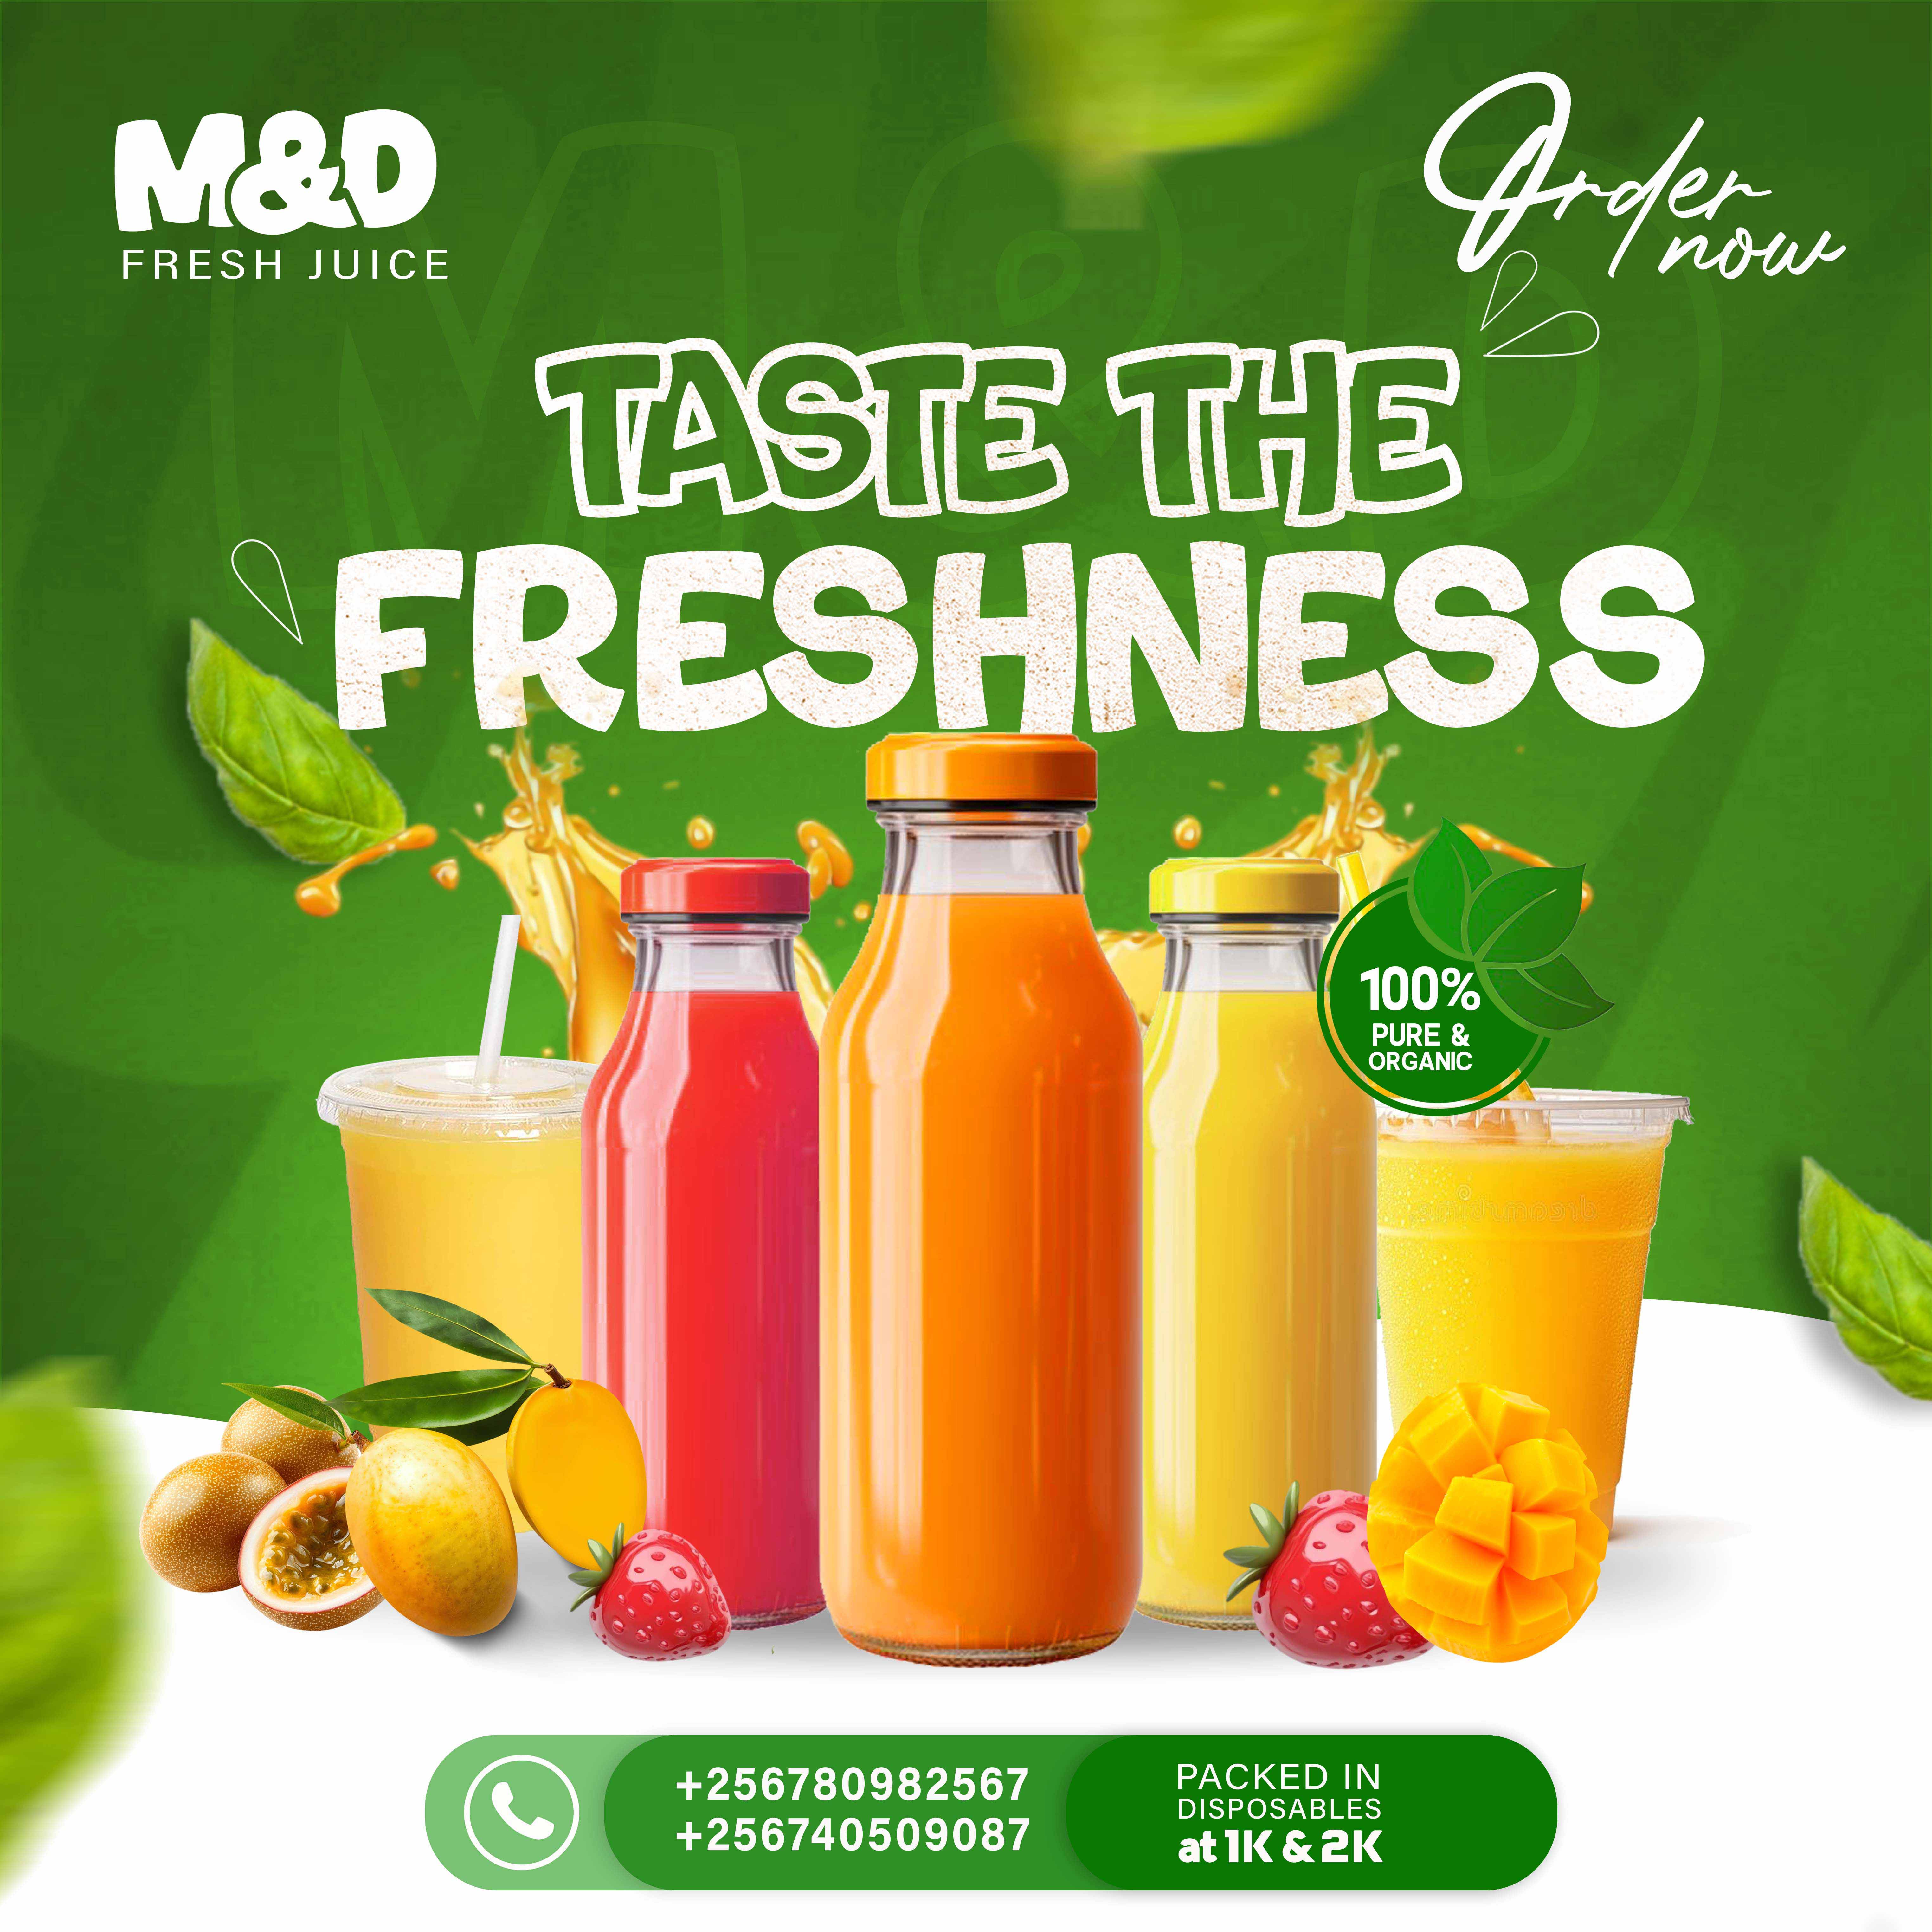 M&D
FRESH JUICE
Order
now
TASTE THE
FRESHNESS
100%
PURE &
ORGANIC
+256780982567
+256740509087
PACKED IN
DISPOSABLES
at 1K & 2K